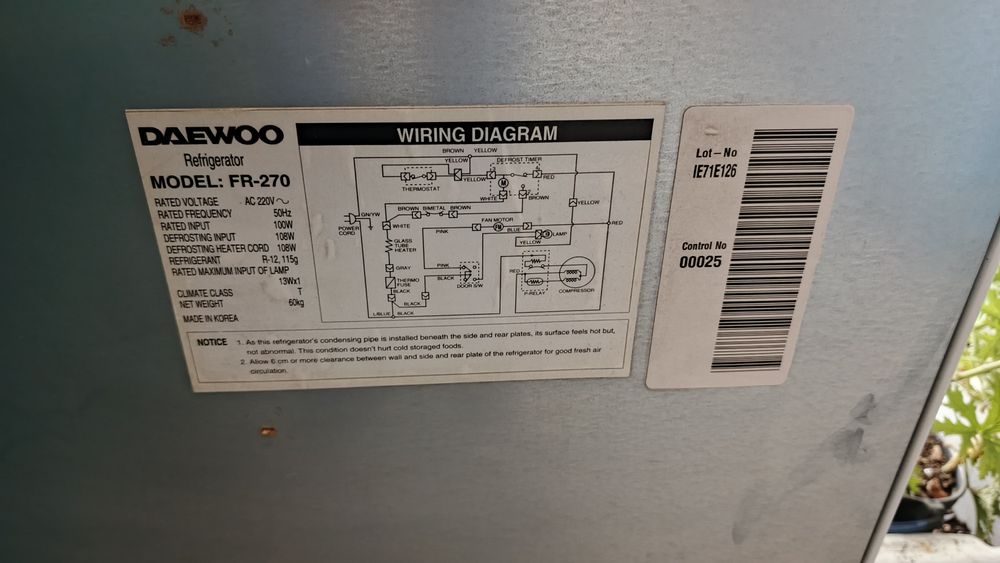 DAEWOO
Refrigerator
MODEL: FR-270
RATED VOLTAGE AC 220V ~
RATED FREQUENCY 50Hz
RATED INPUT 100W
DEFROSTING INPUT 108W
DEFROSTING HEATER CORD 108W
REFRIGERANT R-12, 115g
RATED MAXIMUM INPUT OF LAMP
13Wx1
CLIMATE CLASS T
NET WEIGHT 60kg
MADE IN KOREA
WIRING DIAGRAM
BROWN YELLOW
YELLOW DEFROST TIMER
YELLOW RED
THERMOSTAT M
WHITE BROWN
BROWN BIMETAL BROWN YELLOW
GN/YW
POWER CORD
WHITE
FAN MOTOR
PINK FM BLUE LAMP RED
YELLOW
GLASS TUBE HEATER
GRAY
PINK
BLACK
DOOR S/W
RED
THERMO FUSE
BLACK
P-RELAY COMPRESSOR
BLACK
L/BLUE BLACK
NOTICE 1. As this refrigerator's condensing pipe is installed beneath the side and rear plates, its surface feels hot but,
not abnormal. This condition doesn't hurt cold storaged foods.
2. Allow 6 cm or more clearance between wall and side and rear plate of the refrigerator for good fresh air
circulation.
Lot-No
IE71E126
Control No
00025